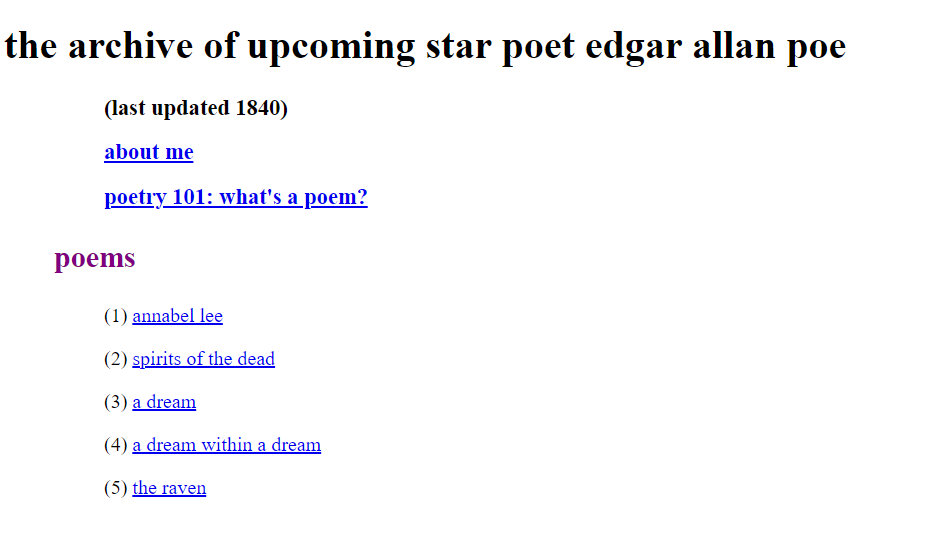 the archive of upcoming star poet edgar allan poe
(last updated 1840)
about me
poetry 101: what's a poem?
poems
(1) annabel lee
(2) spirits of the dead
(3) a dream
(4) a dream within a dream
(5) the raven